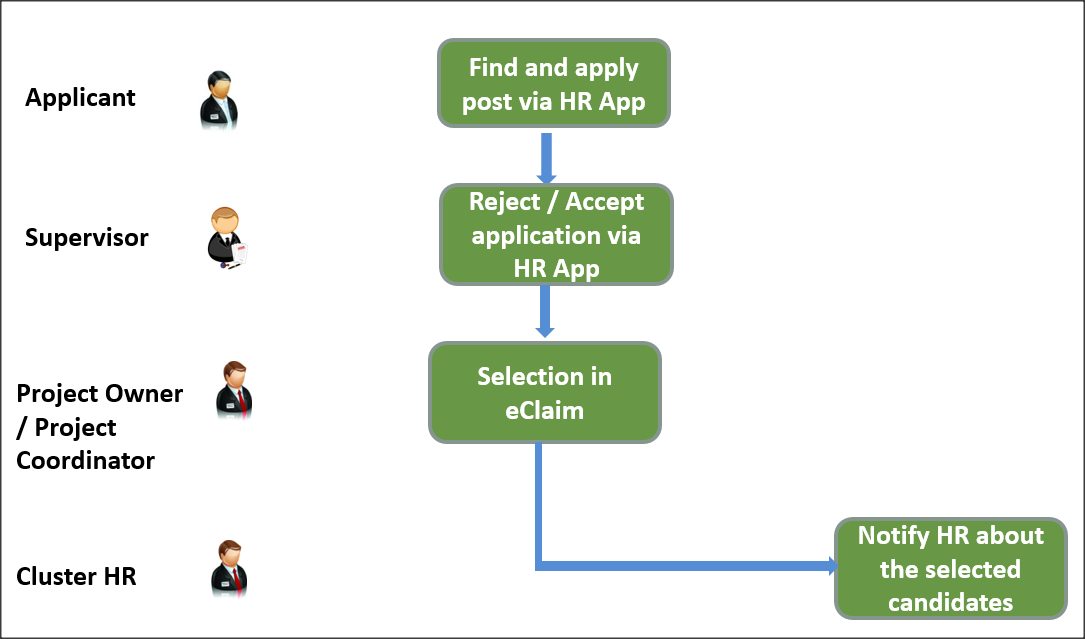 Applicant
Find and apply
post via HR App
Supervisor
Reject / Accept
application via
HR App
Project Owner
/ Project
Coordinator
Selection in
eClaim
Cluster HR
Notify HR about
the selected
candidates